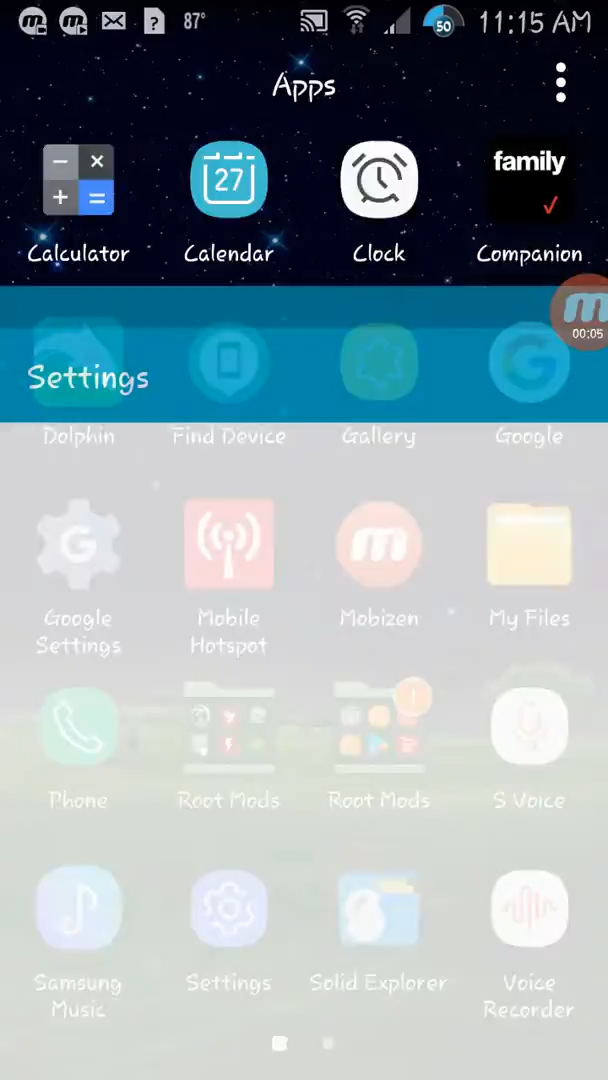 87°
50
11:15 AM
Apps
27
family
Calculator
Calendar
Clock
Companion
m
00:05
Settings
G
Dolphin
Find Device
Gallery
Google
G
m
Google
Settings
Mobile
Hotspot
Mobizen
My Files
Phone
Root Mods
Root Mods
S Voice
Samsung
Music
Settings
Solid Explorer
Voice
Recorder